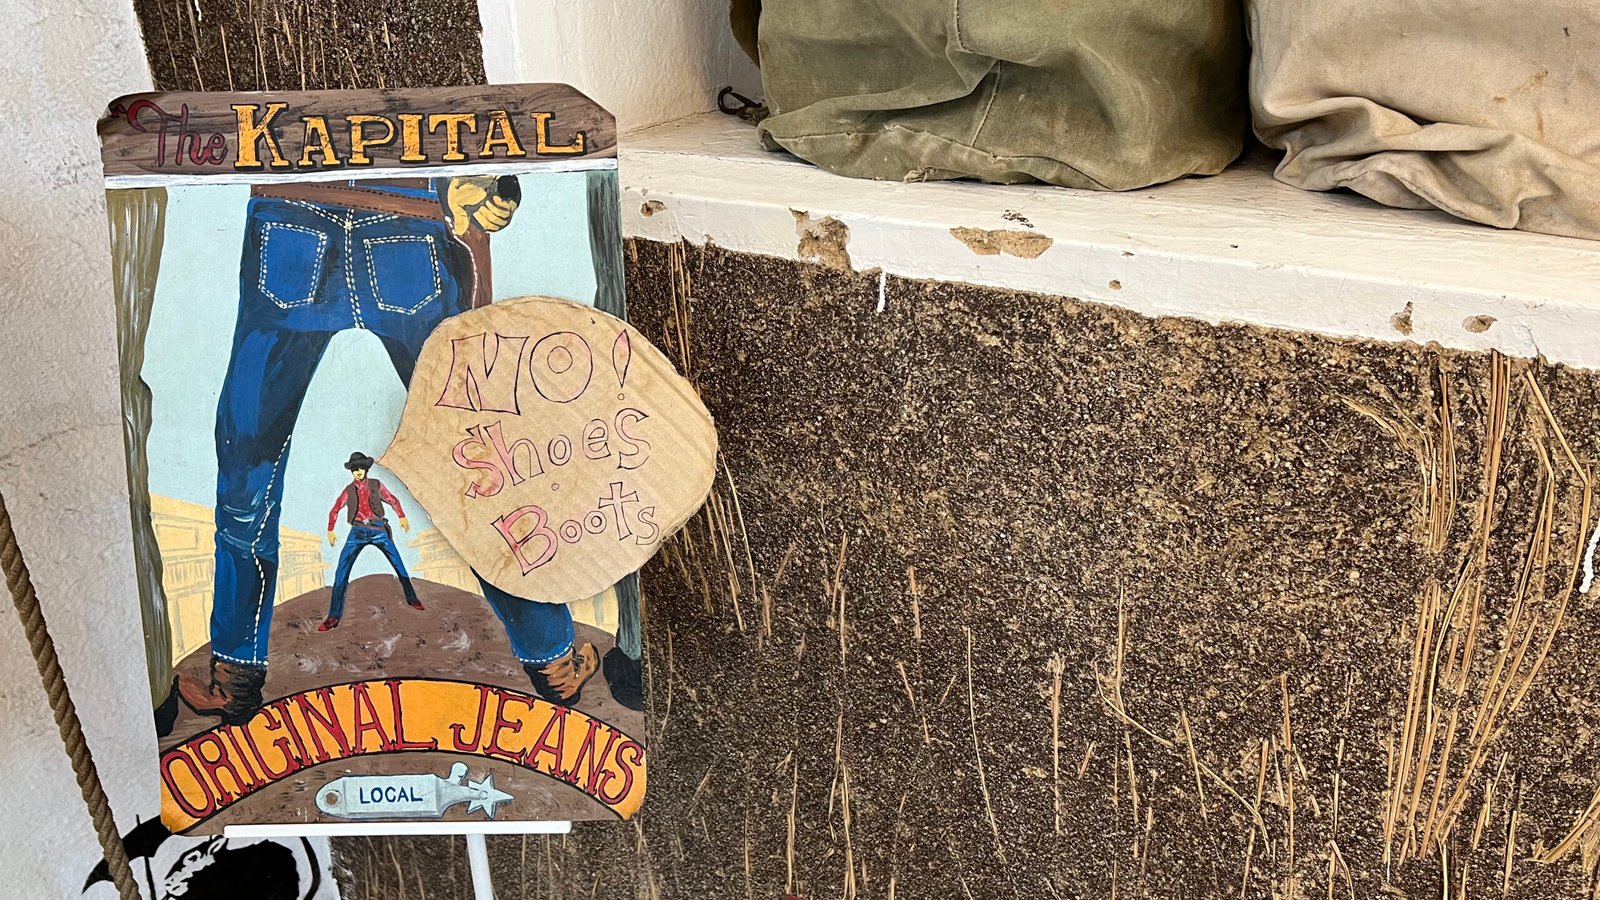 The KAPITAL
NO!
Shoes
Boots
ORIGINAL JEANS
LOCAL